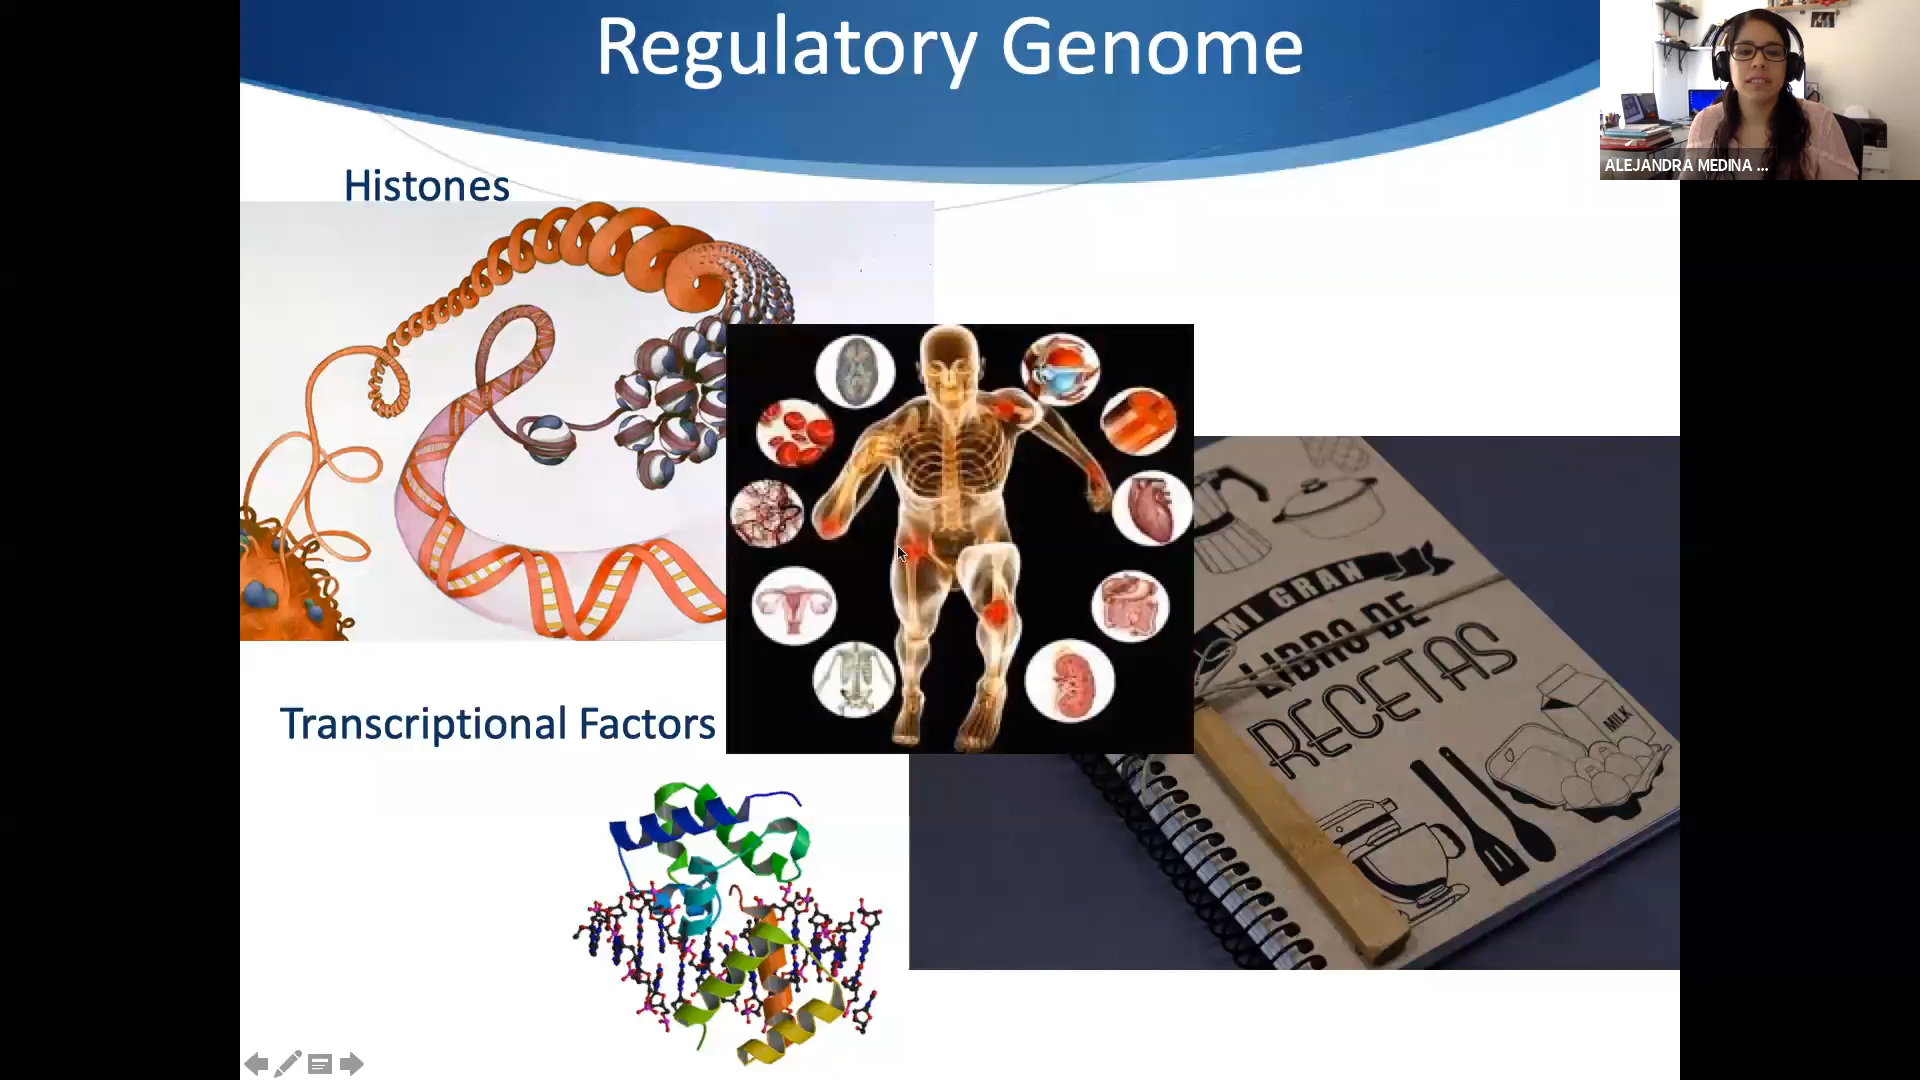 Regulatory Genome
ALEJANDRA MEDINA ...
Histones
MI GRAN
LIBRO DE
RECETAS
MILK
Transcriptional Factors